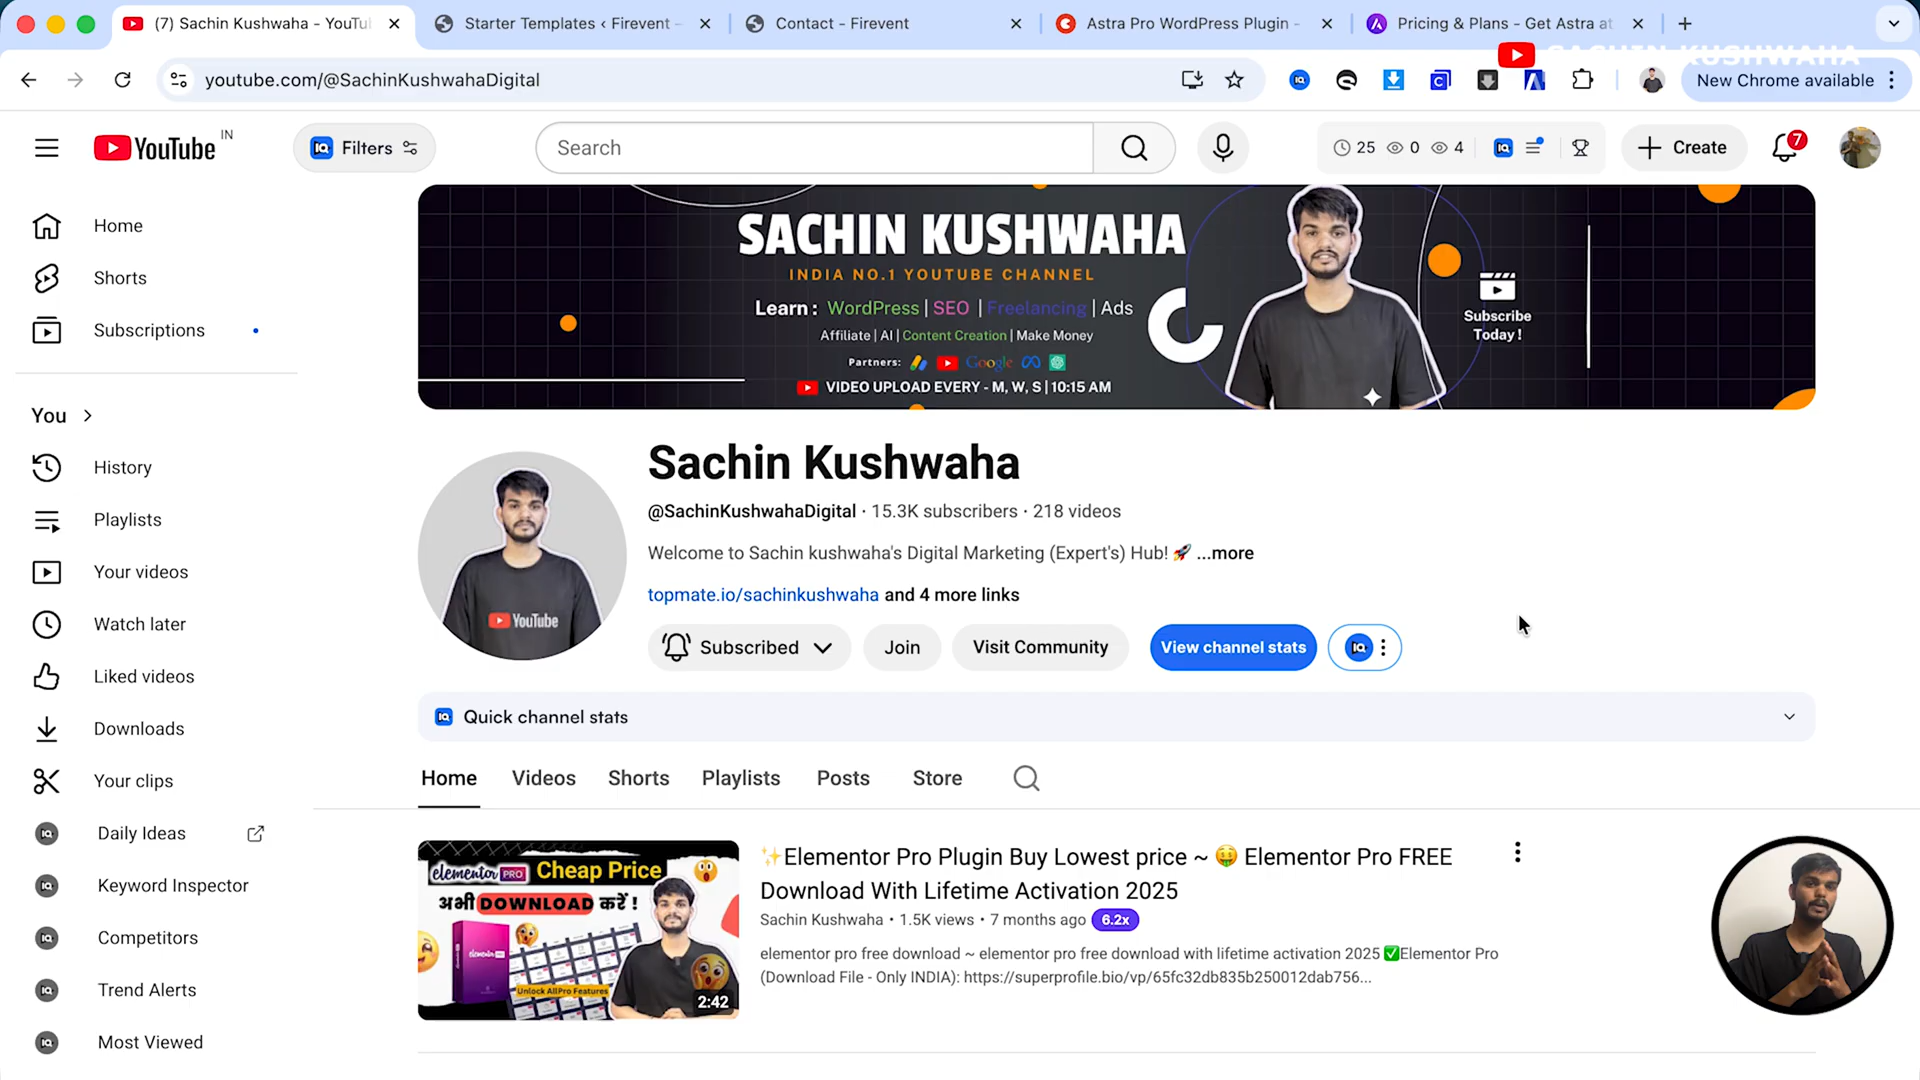 (7) Sachin Kushwaha - YouTu
Starter Templates ‹ Firevent -
Contact - Firevent
Astra Pro WordPress Plugin -
Pricing & Plans - Get Astra at
SACHIN KUSHWAHA
youtube.com/@SachinKushwahaDigital
New Chrome available
YouTube
IN
Filters
Search
25
0
4
Create
7
Home
Shorts
Subscriptions
You
History
Playlists
Your videos
Watch later
Liked videos
Downloads
Your clips
Daily Ideas
Keyword Inspector
Competitors
Trend Alerts
Most Viewed
SACHIN KUSHWAHA
INDIA NO.1 YOUTUBE CHANNEL
Learn : WordPress | SEO | Freelancing | Ads
Affiliate | AI | Content Creation | Make Money
Partners: Google
VIDEO UPLOAD EVERY - M, W, S | 10:15 AM
Subscribe
Today !
YouTube
Sachin Kushwaha
@SachinKushwahaDigital · 15.3K subscribers · 218 videos
Welcome to Sachin kushwaha's Digital Marketing (Expert's) Hub! 🚀 ...more
topmate.io/sachinkushwaha and 4 more links
Subscribed
Join
Visit Community
View channel stats
Quick channel stats
Home
Videos
Shorts
Playlists
Posts
Store
elementor PRO Cheap Price
अभी DOWNLOAD करें !
elementor
Unlock AllPro Features
2:42
✨Elementor Pro Plugin Buy Lowest price ~ 🤑 Elementor Pro FREE
Download With Lifetime Activation 2025
Sachin Kushwaha • 1.5K views • 7 months ago 6.2x
elementor pro free download ~ elementor pro free download with lifetime activation 2025 ✅Elementor Pro
(Download File - Only INDIA): https://superprofile.bio/vp/65fc32db835b250012dab756...